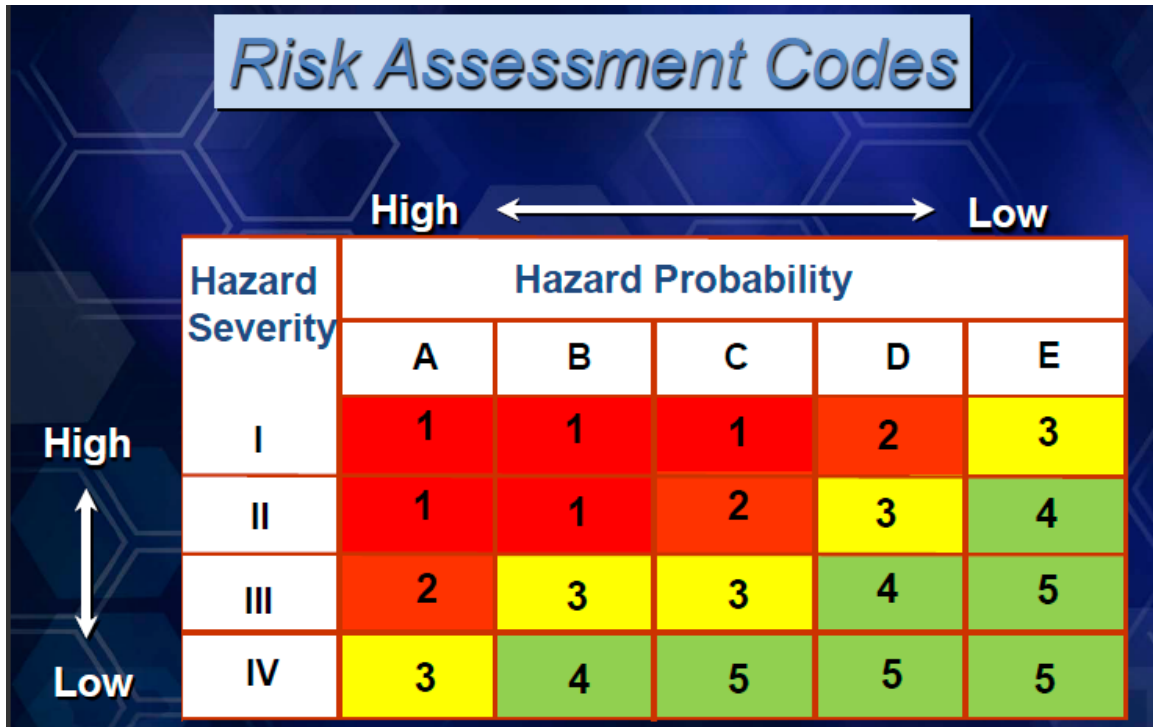 Risk Assessment Codes
High Low
Hazard Severity Hazard Probability
A B C D E
High I 1 1 1 2 3
II 1 1 2 3 4
III 2 3 3 4 5
Low IV 3 4 5 5 5